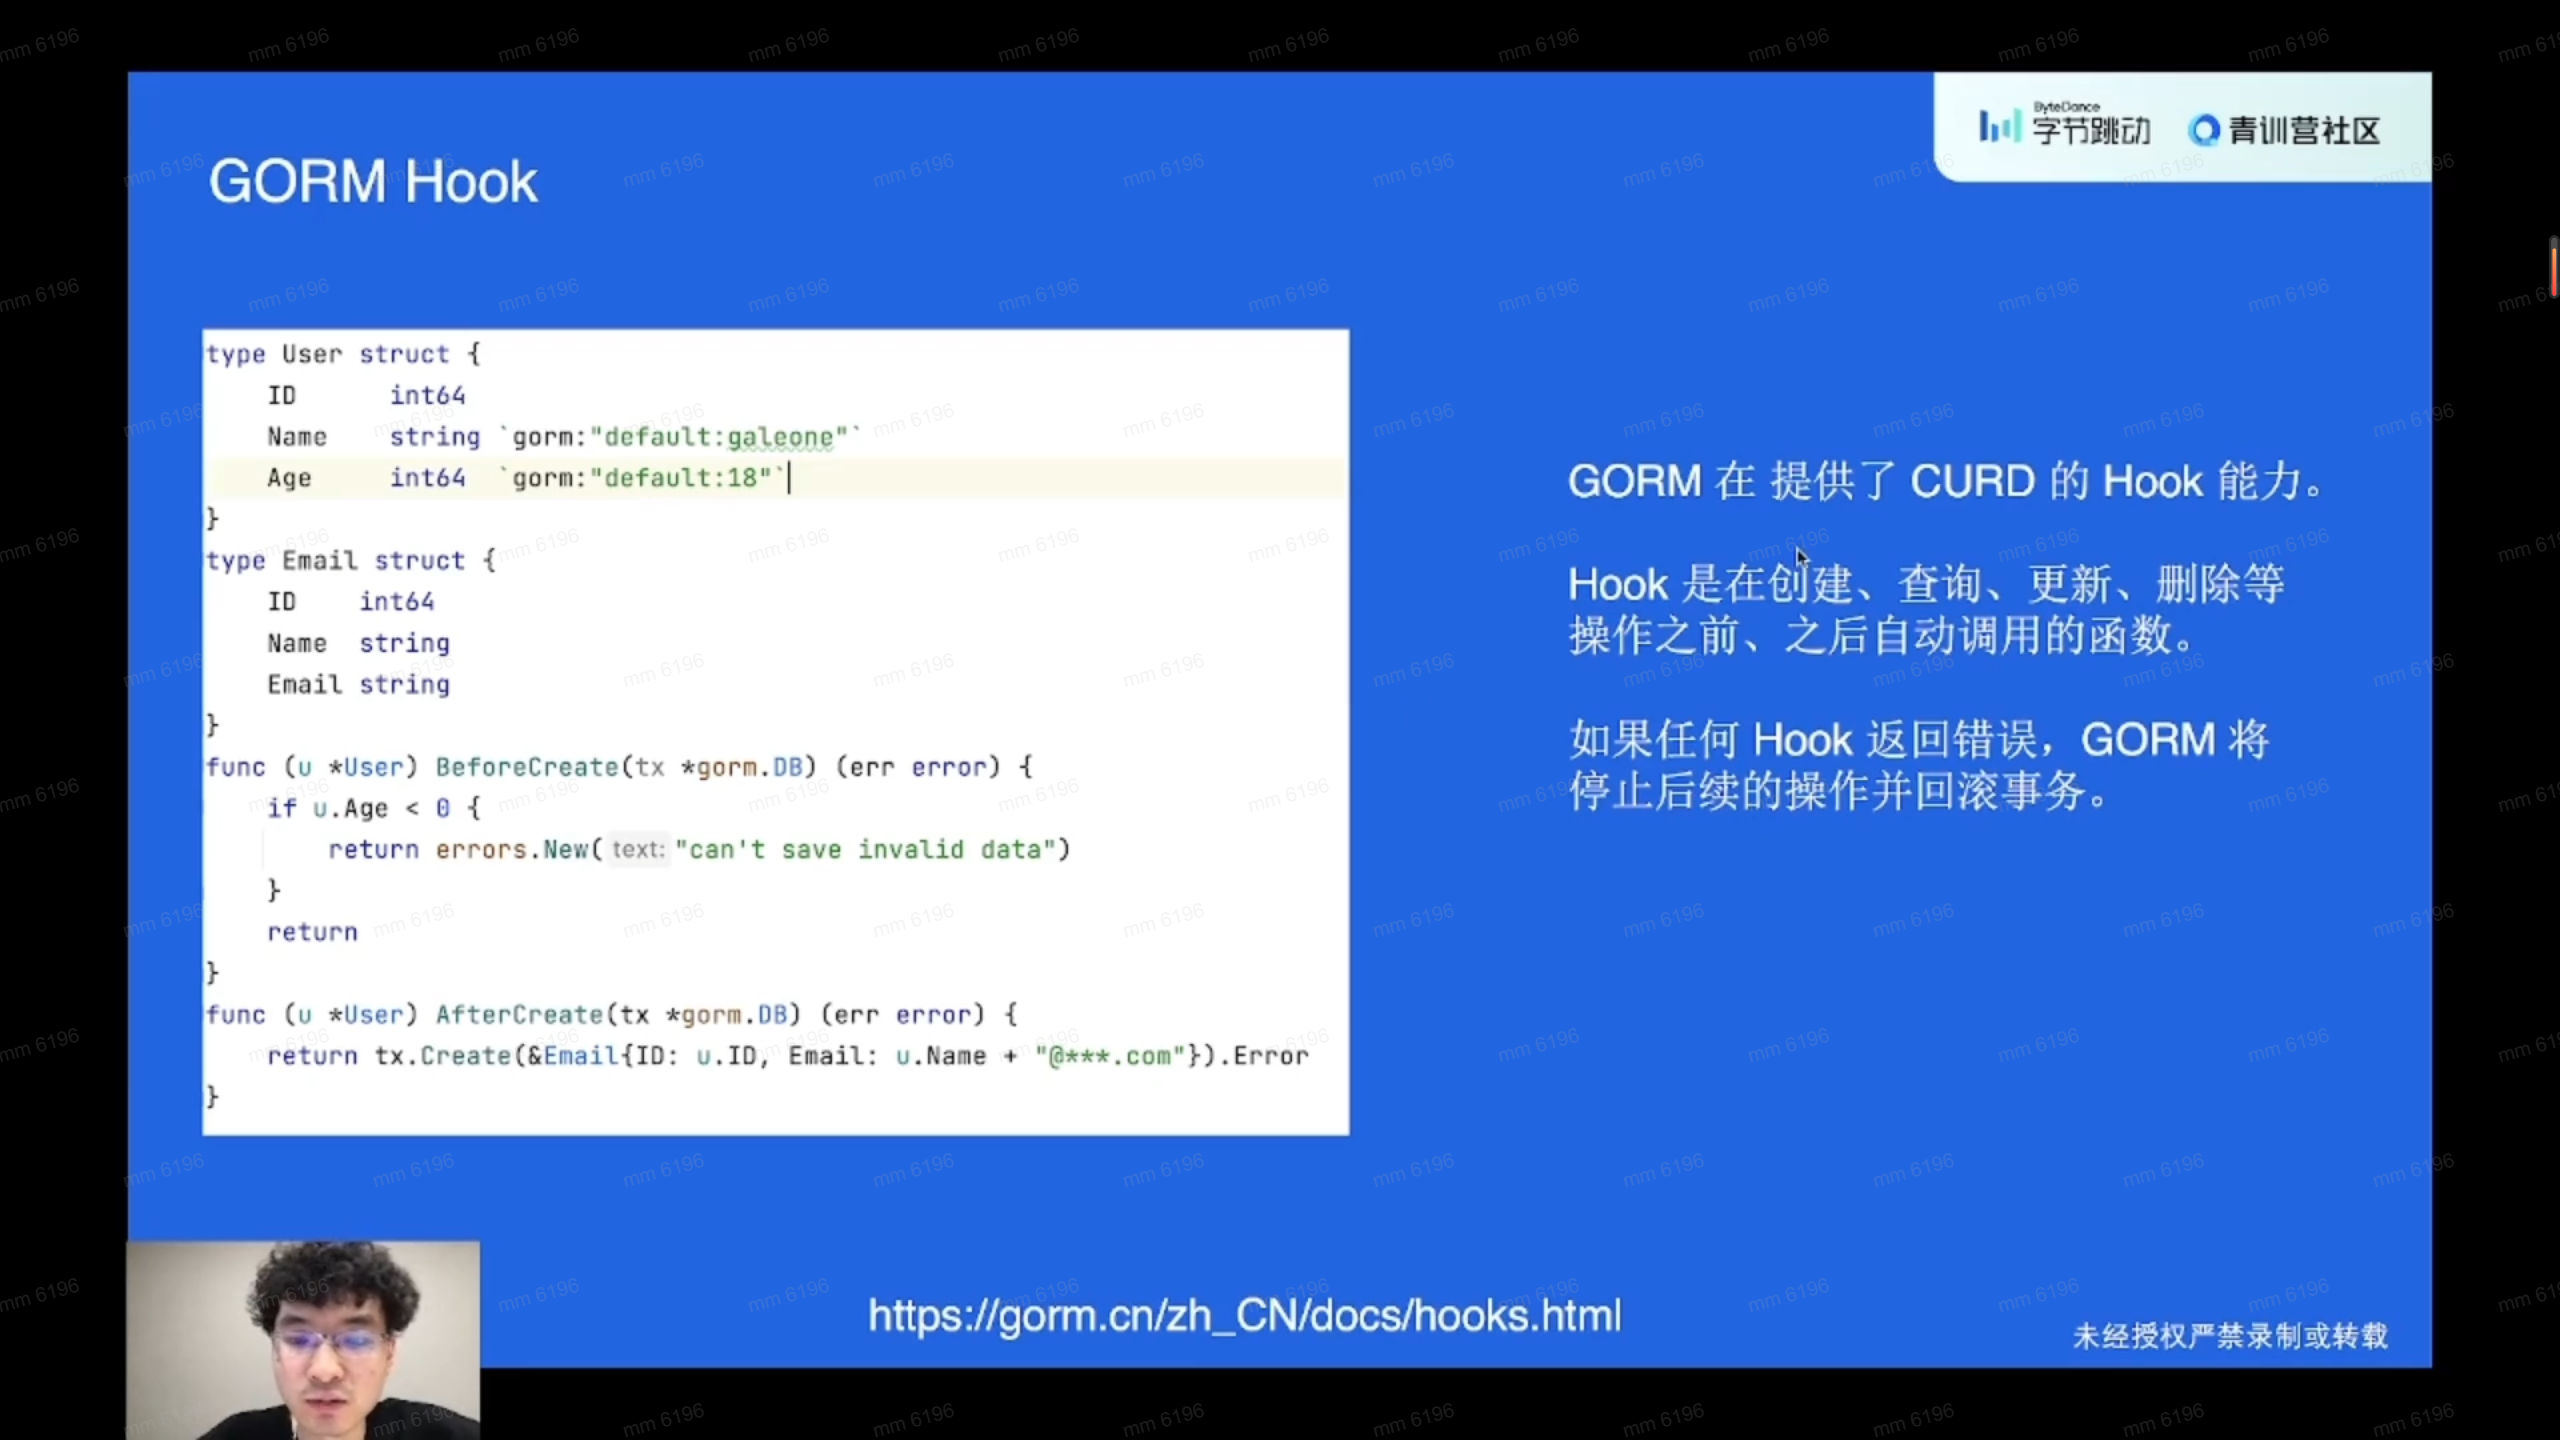 ByteDance
字节跳动 青训营社区
GORM Hook
type User struct {
    ID      int64
    Name    string `gorm:"default:galeone"`
    Age     int64  `gorm:"default:18"`
}
type Email struct {
    ID    int64
    Name  string
    Email string
}
func (u *User) BeforeCreate(tx *gorm.DB) (err error) {
    if u.Age < 0 {
        return errors.New( text: "can't save invalid data")
    }
    return
}
func (u *User) AfterCreate(tx *gorm.DB) (err error) {
    return tx.Create(&Email{ID: u.ID, Email: u.Name + "@***.com"}).Error
}
GORM 在 提供了 CURD 的 Hook 能力。
Hook 是在创建、查询、更新、删除等
操作之前、之后自动调用的函数。
如果任何 Hook 返回错误，GORM 将
停止后续的操作并回滚事务。
https://gorm.cn/zh_CN/docs/hooks.html
未经授权严禁录制或转载
mm 6196